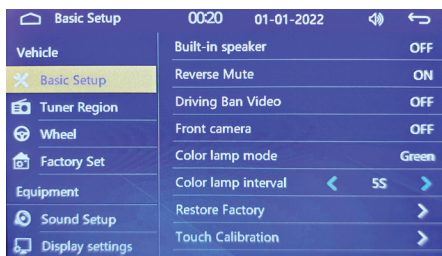 Basic Setup 00:20 01-01-2022
Vehicle
Basic Setup
Tuner Region
Wheel
Factory Set
Equipment
Sound Setup
Display settings
Built-in speaker OFF
Reverse Mute ON
Driving Ban Video OFF
Front camera OFF
Color lamp mode Green
Color lamp interval < 5S >
Restore Factory >
Touch Calibration >